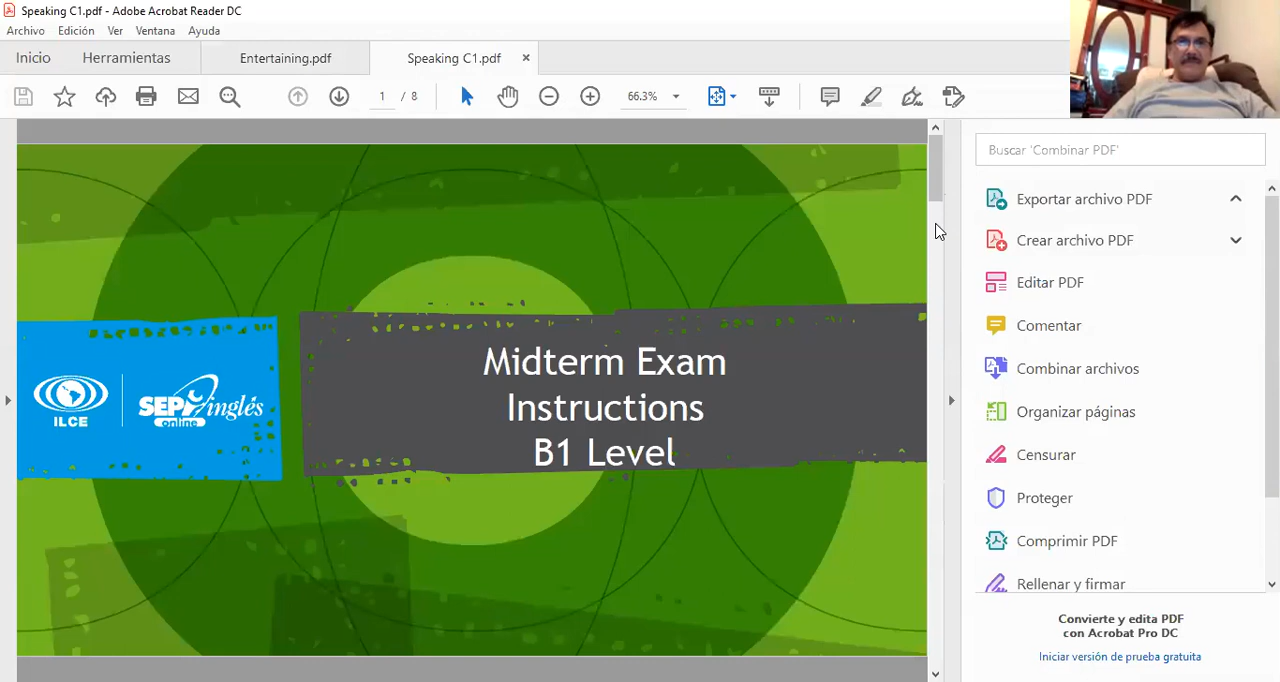 Speaking C1.pdf - Adobe Acrobat Reader DC
Archivo Edición Ver Ventana Ayuda
Inicio Herramientas Entertaining.pdf Speaking C1.pdf ×
1 / 8 66.3%
Buscar 'Combinar PDF'
Exportar archivo PDF
Crear archivo PDF
Editar PDF
Comentar
Combinar archivos
Organizar páginas
Censurar
Proteger
Comprimir PDF
Rellenar y firmar
Convierte y edita PDF
con Acrobat Pro DC
Iniciar versión de prueba gratuita
ILCE
SEP inglés
online
Midterm Exam
Instructions
B1 Level